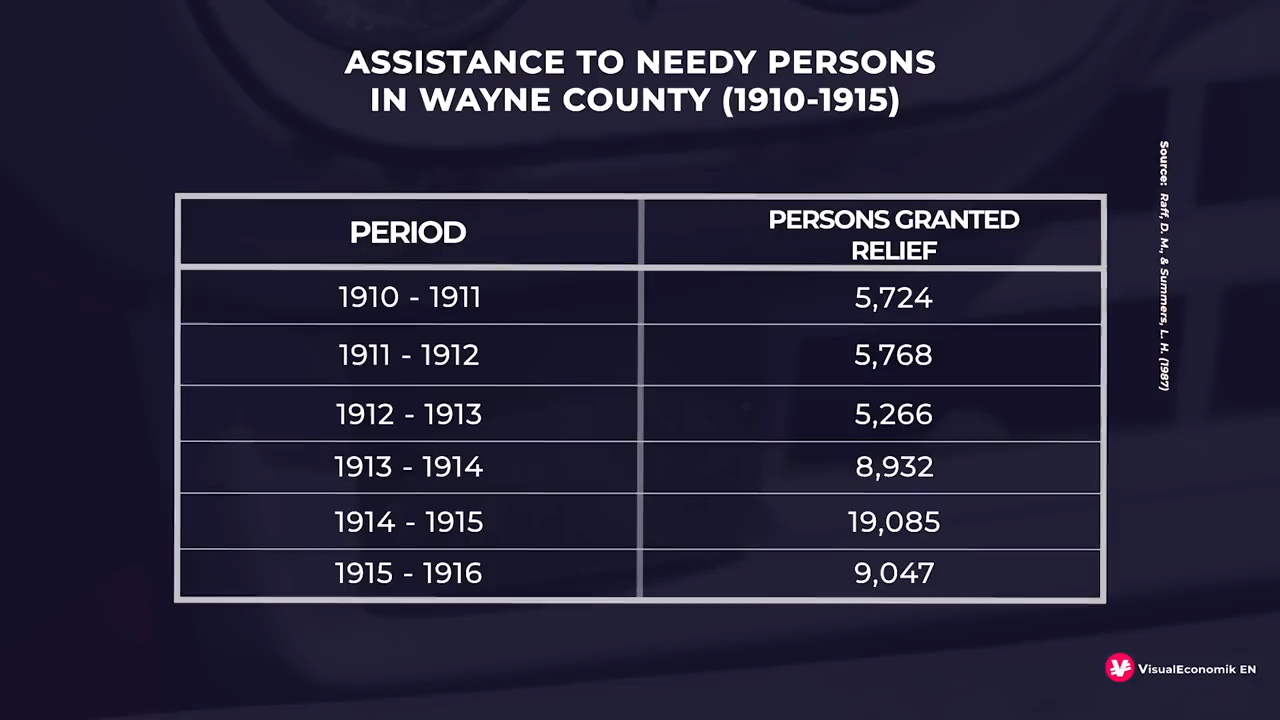 ASSISTANCE TO NEEDY PERSONS
IN WAYNE COUNTY (1910-1915)
PERIOD
PERSONS GRANTED
RELIEF
1910 - 1911
5,724
1911 - 1912
5,768
1912 - 1913
5,266
1913 - 1914
8,932
1914 - 1915
19,085
1915 - 1916
9,047
Source: Raff, D. M., & Summers, L. H. (1987)
VisualEconomik EN